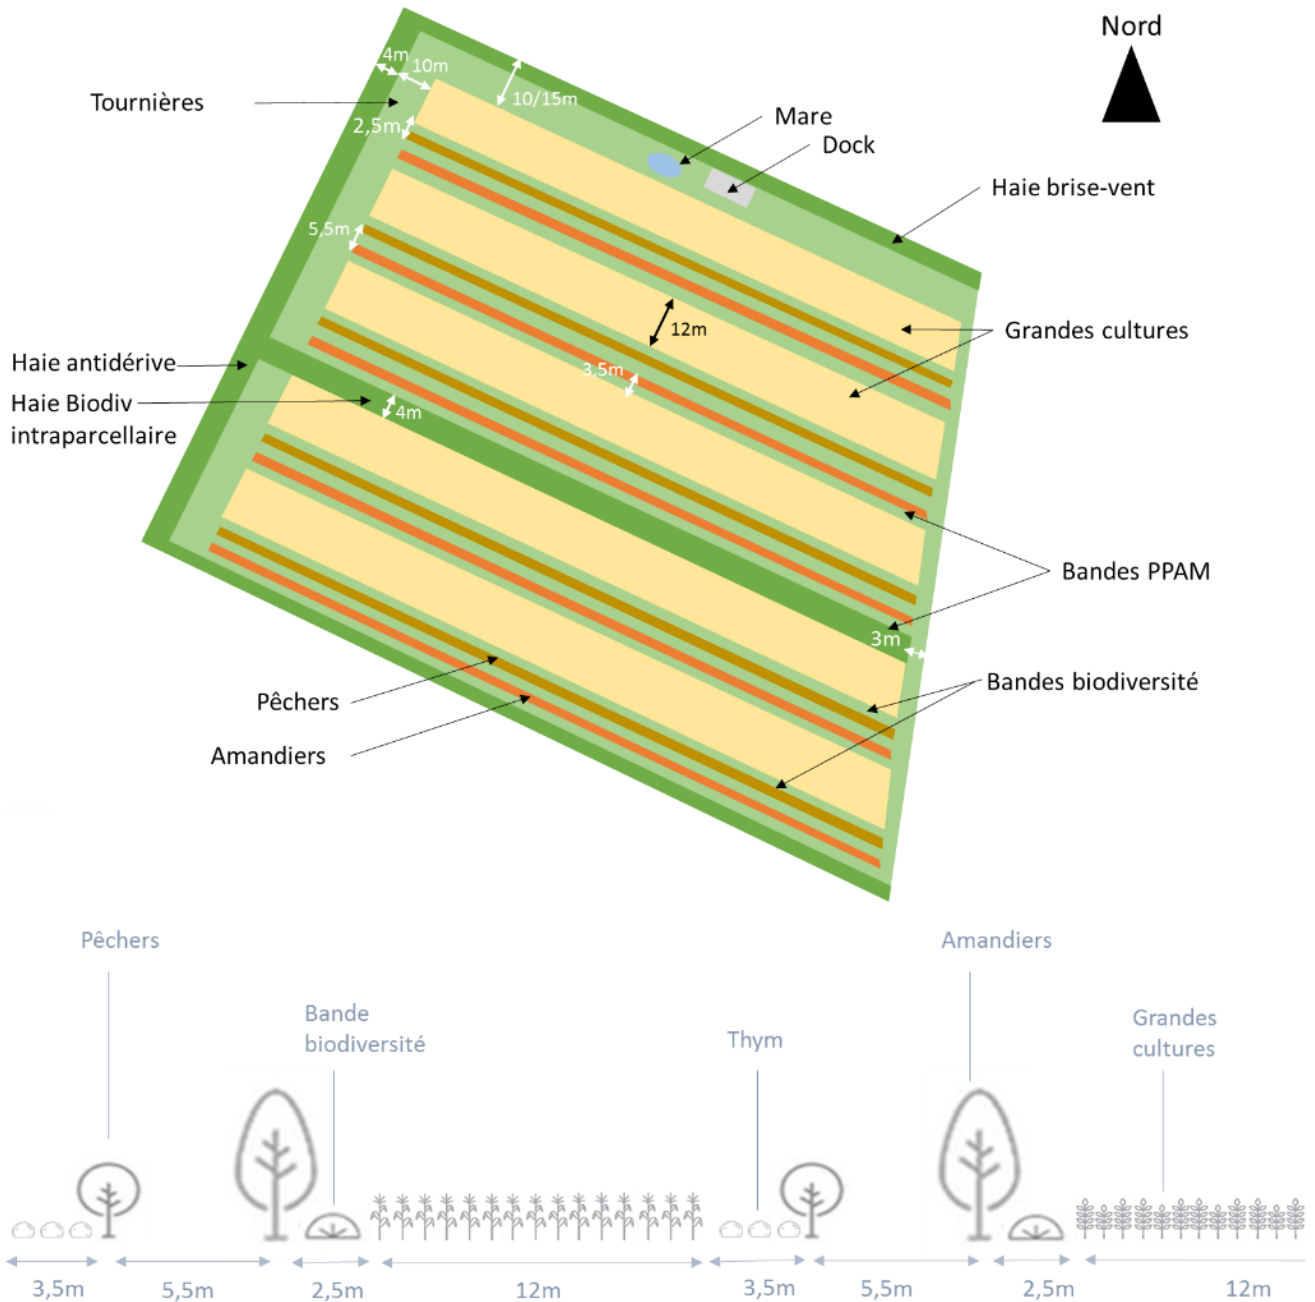 Nord
4m
10m
10/15m
Tournières
2,5m
Mare
Dock
Haie brise-vent
5,5m
12m
Grandes cultures
3,5m
Haie antidérive
Haie Biodiv
intraparcellaire
4m
Bandes PPAM
3m
Bandes biodiversité
Pêchers
Amandiers
Pêchers
Amandiers
Bande
biodiversité
Thym
Grandes
cultures
3,5m
5,5m
2,5m
12m
3,5m
5,5m
2,5m
12m